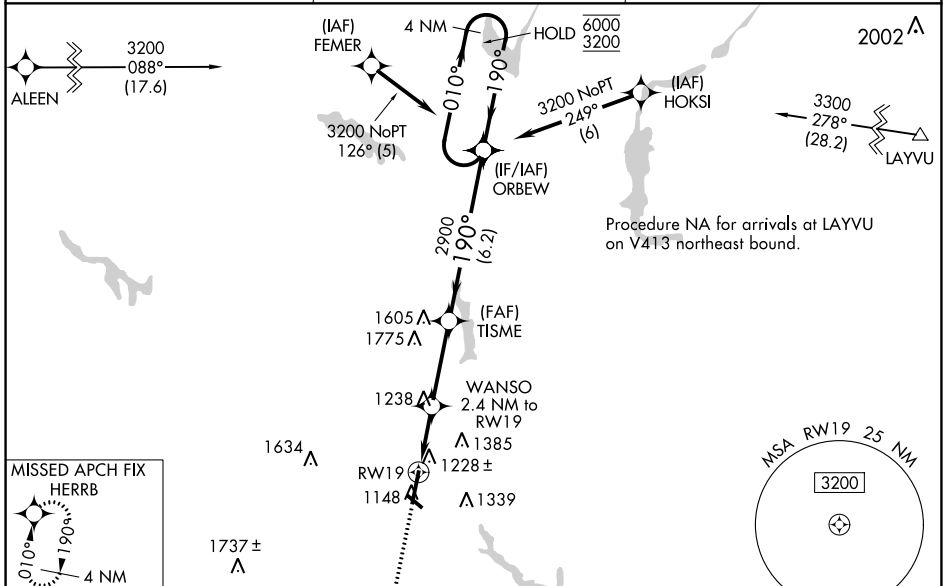 4 NM
HOLD
6000
3200
2002
(IAF)
FEMER
3200
088°
(17.6)
ALEEN
010°
190°
(IAF)
HOKSI
3200 NoPT
249°
(6)
3300
278°
(28.2)
LAYVU
3200 NoPT
126° (5)
(IF/IAF)
ORBEW
Procedure NA for arrivals at LAYVU
on V413 northeast bound.
2900
190°
(6.2)
1605
(FAF)
TISME
1775
1238
WANSO
2.4 NM to
RW19
1385
1634
1228 ±
RW19
1148
1339
MSA RW19 25 NM
3200
MISSED APCH FIX
HERRB
010°
190°
4 NM
1737 ±